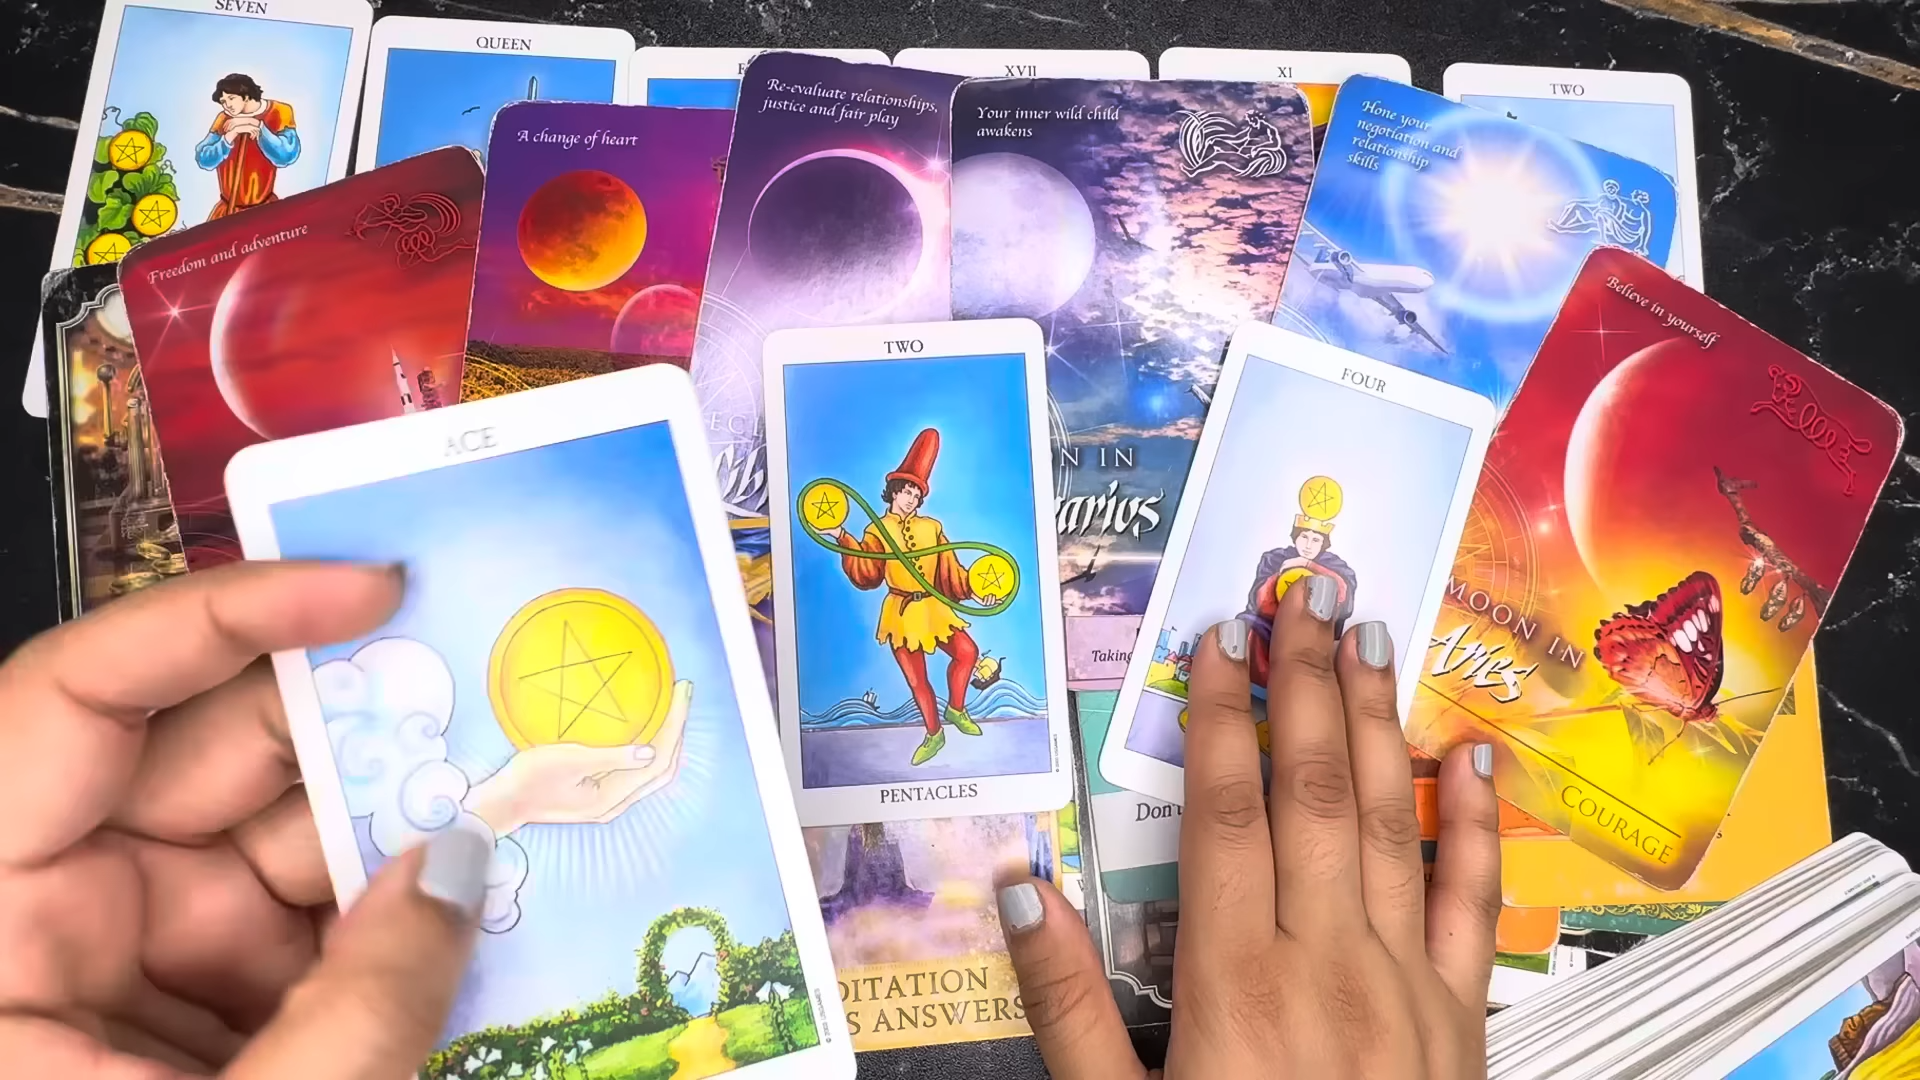 SEVEN
QUEEN
XVII
XI
TWO
A change of heart
Re-evaluate relationships,
justice and fair play
Your inner wild child
awakens
Hone your
negotiation and
relationship
skills
Freedom and adventure
Believe in yourself
TWO
FOUR
ACE
N IN
arius
MOON IN
Aries
Taking
PENTACLES
Don't
COURAGE
DITATION
S ANSWERS